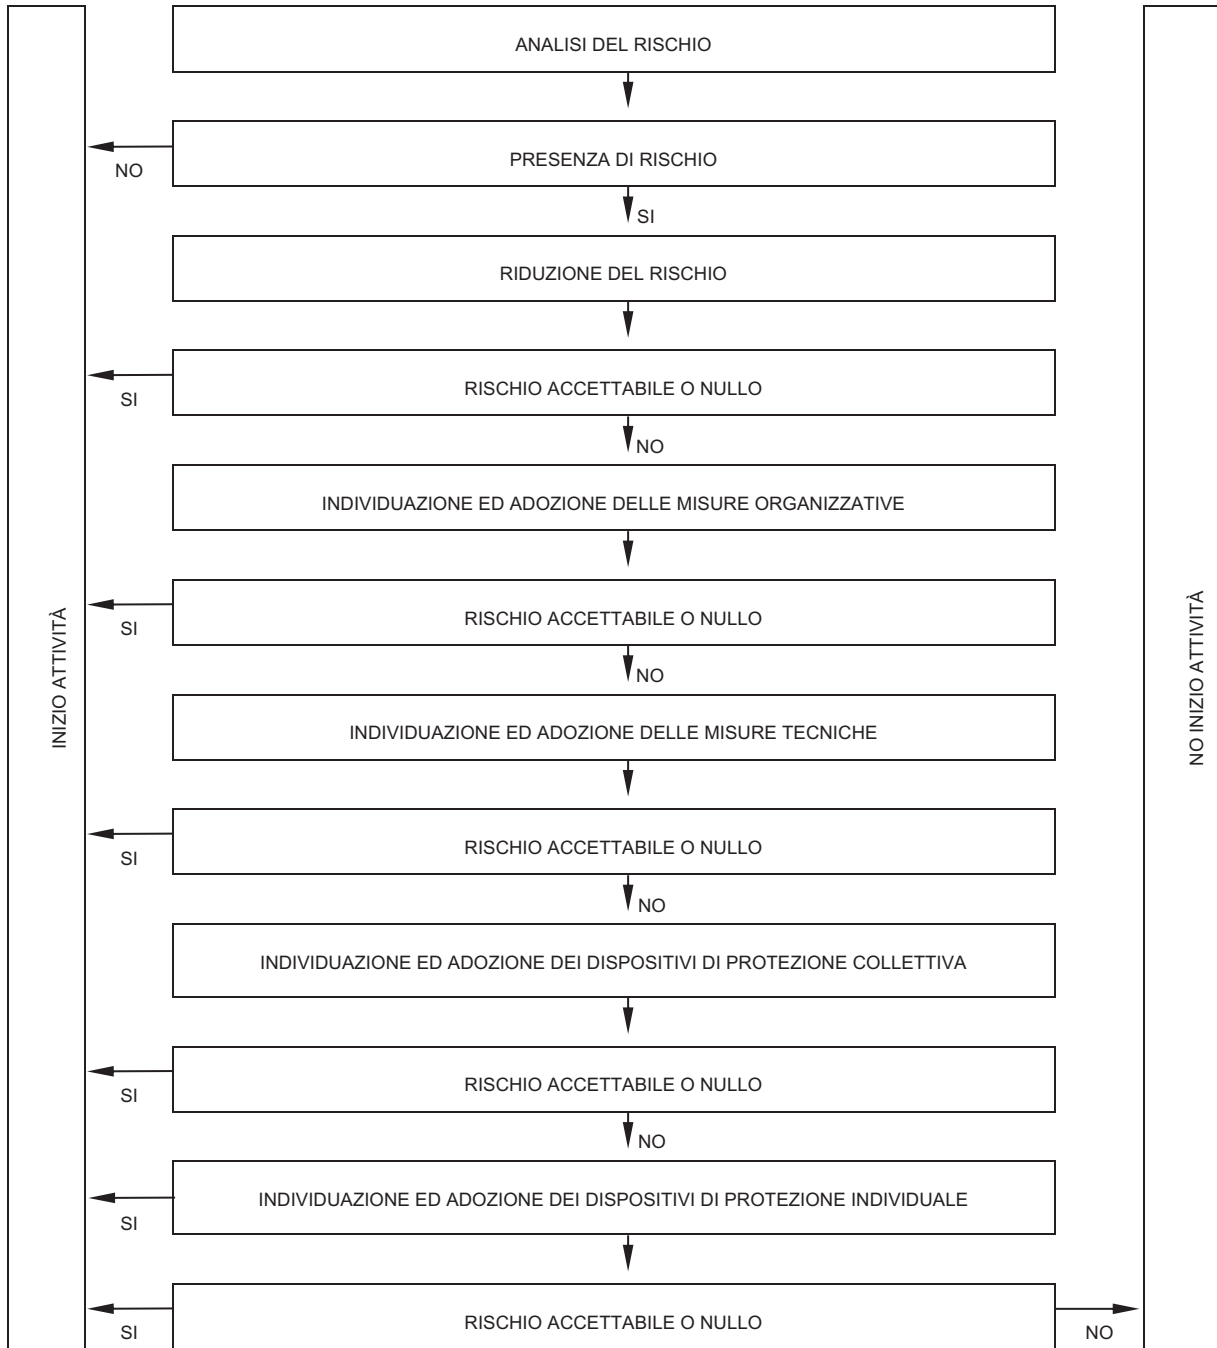 ANALISI DEL RISCHIO
PRESENZA DI RISCHIO
NO
SI
RIDUZIONE DEL RISCHIO
RISCHIO ACCETTABILE O NULLO
SI
NO
INDIVIDUAZIONE ED ADOZIONE DELLE MISURE ORGANIZZATIVE
RISCHIO ACCETTABILE O NULLO
SI
NO
INDIVIDUAZIONE ED ADOZIONE DELLE MISURE TECNICHE
RISCHIO ACCETTABILE O NULLO
SI
NO
INDIVIDUAZIONE ED ADOZIONE DEI DISPOSITIVI DI PROTEZIONE COLLETTIVA
RISCHIO ACCETTABILE O NULLO
SI
NO
INDIVIDUAZIONE ED ADOZIONE DEI DISPOSITIVI DI PROTEZIONE INDIVIDUALE
SI
RISCHIO ACCETTABILE O NULLO
SI
NO
INIZIO ATTIVITÀ
NO INIZIO ATTIVITÀ